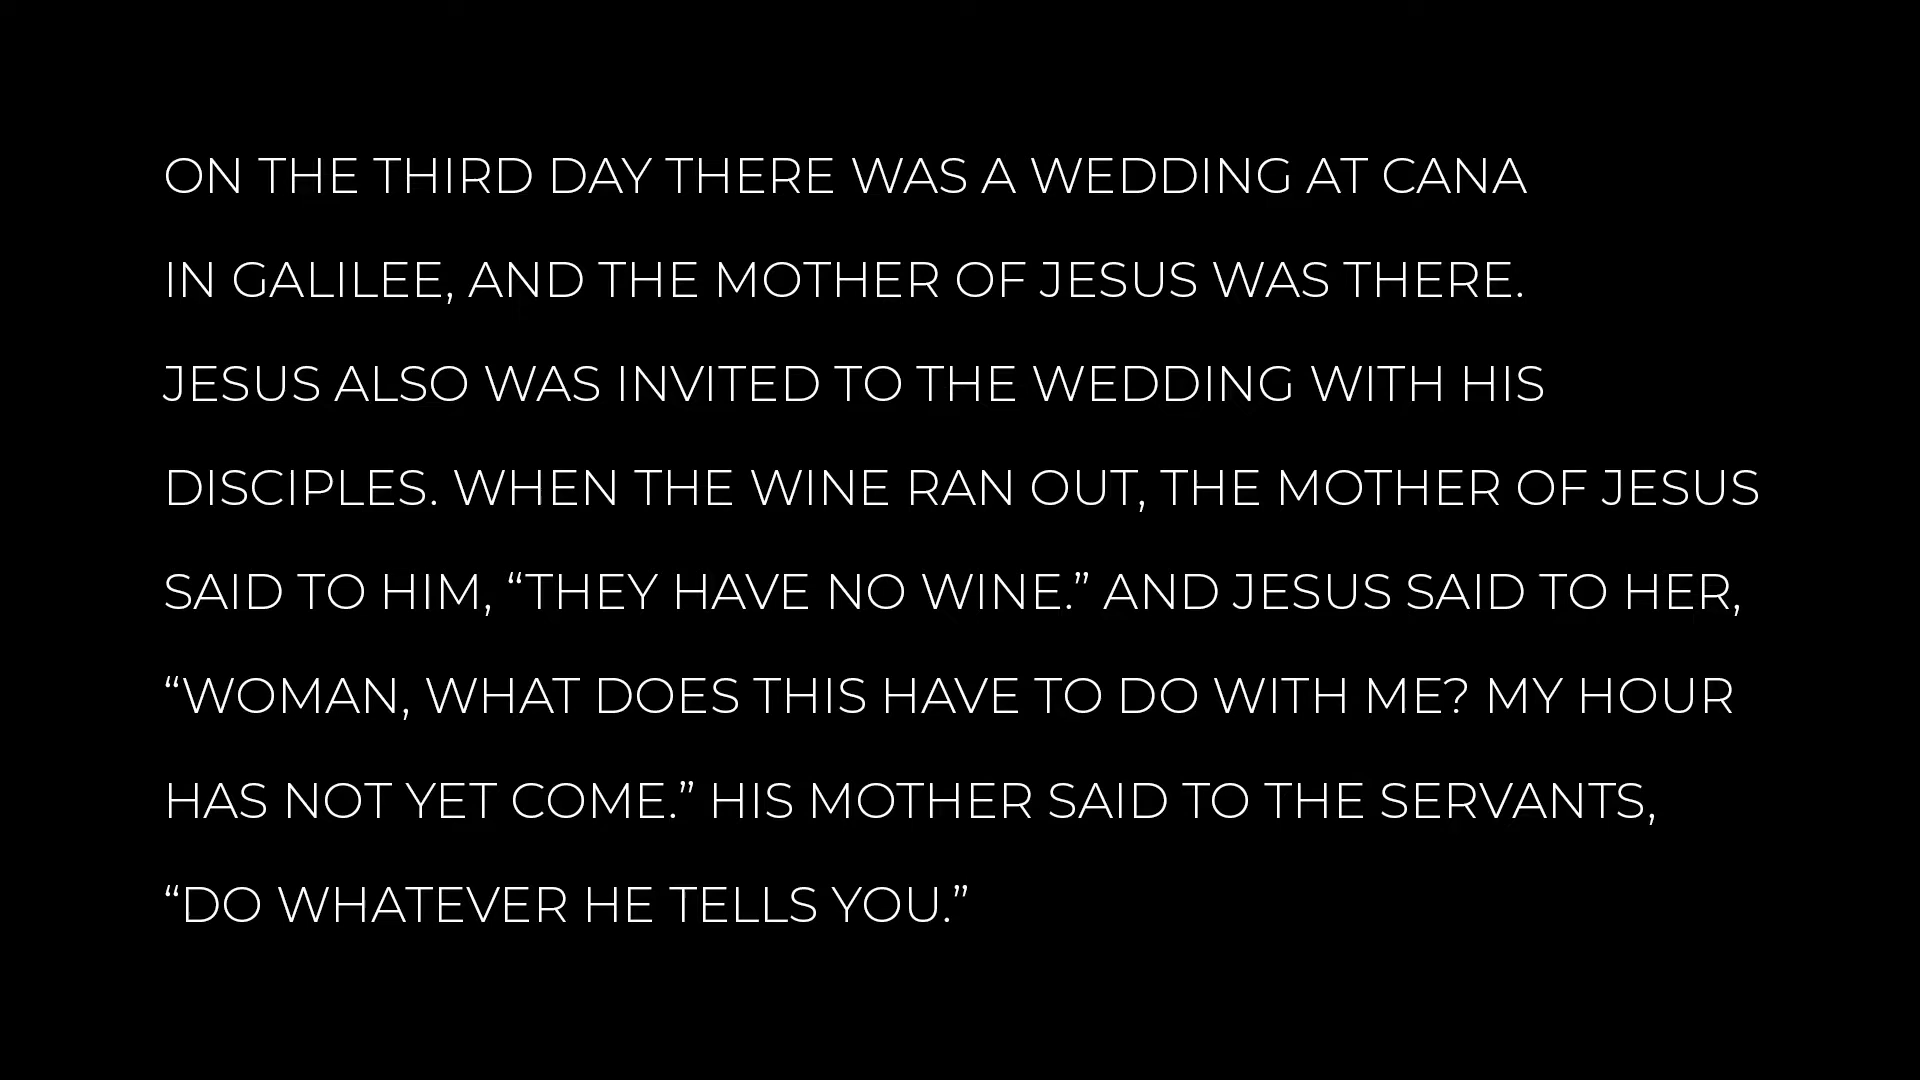 ON THE THIRD DAY THERE WAS A WEDDING AT CANA
IN GALILEE, AND THE MOTHER OF JESUS WAS THERE.
JESUS ALSO WAS INVITED TO THE WEDDING WITH HIS
DISCIPLES. WHEN THE WINE RAN OUT, THE MOTHER OF JESUS
SAID TO HIM, “THEY HAVE NO WINE.” AND JESUS SAID TO HER,
“WOMAN, WHAT DOES THIS HAVE TO DO WITH ME? MY HOUR
HAS NOT YET COME.” HIS MOTHER SAID TO THE SERVANTS,
“DO WHATEVER HE TELLS YOU.”